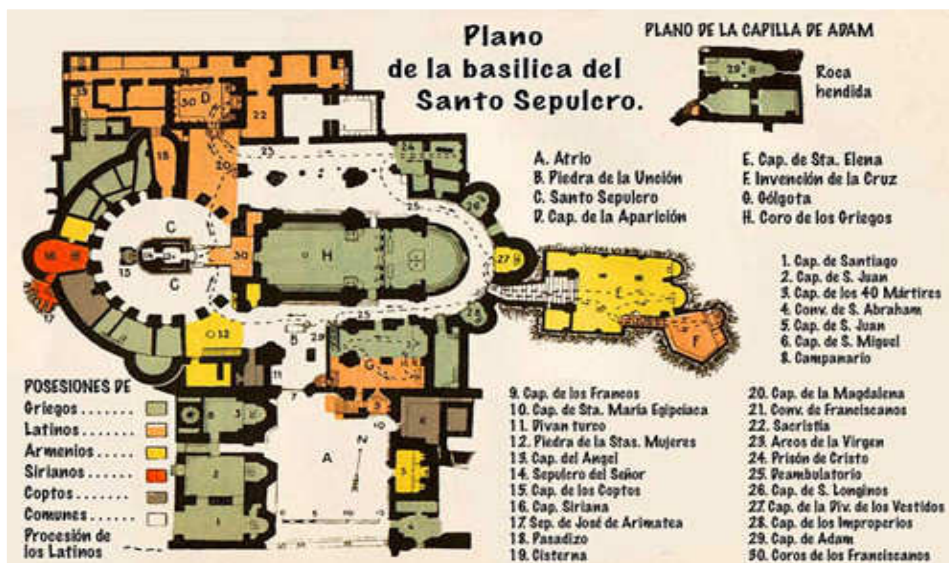 Plano
de la basilica del
Santo Sepulcro.
PLANO DE LA CAPILLA DE ADAM
Roca
hendida
A. Atrio
B. Piedra de la Unción
C. Santo Sepulcro
D. Cap. de la Aparición
E. Cap. de Sta. Elena
F. Invención de la Cruz
G. Gólgota
H. Coro de los Griegos
1. Cap. de Santiago
2. Cap. de S. Juan
3. Cap. de los 40 Mártires
4. Conv. de S. Abraham
5. Cap. de S. Juan
6. Cap. de S. Miguel
8. Campanario
POSESIONES DE
Griegos
Latinos
Armenios
Sirianos
Coptos
Comunes
Procesión de
los Latinos
9. Cap. de los Francos
10. Cap. de Sta. María Egipciaca
11. Divan turco
12. Piedra de la Stas. Mujeres
13. Cap. del Angel
14. Sepulcro del Señor
15. Cap. de los Coptos
16. Cap. Siriana
17. Sep. de José de Arimatea
18. Pasadizo
19. Cisterna
20. Cap. de la Magdalena
21. Conv. de Franciscanos
22. Sacristía
23. Arcos de la Virgen
24. Prisón de Cristo
25. Deambulatorio
26. Cap. de S. Longinos
27. Cap. de la Div. de los Vestidos
28. Cap. de los Improperios
29. Cap. de Adam
30. Coros de los Franciscanos